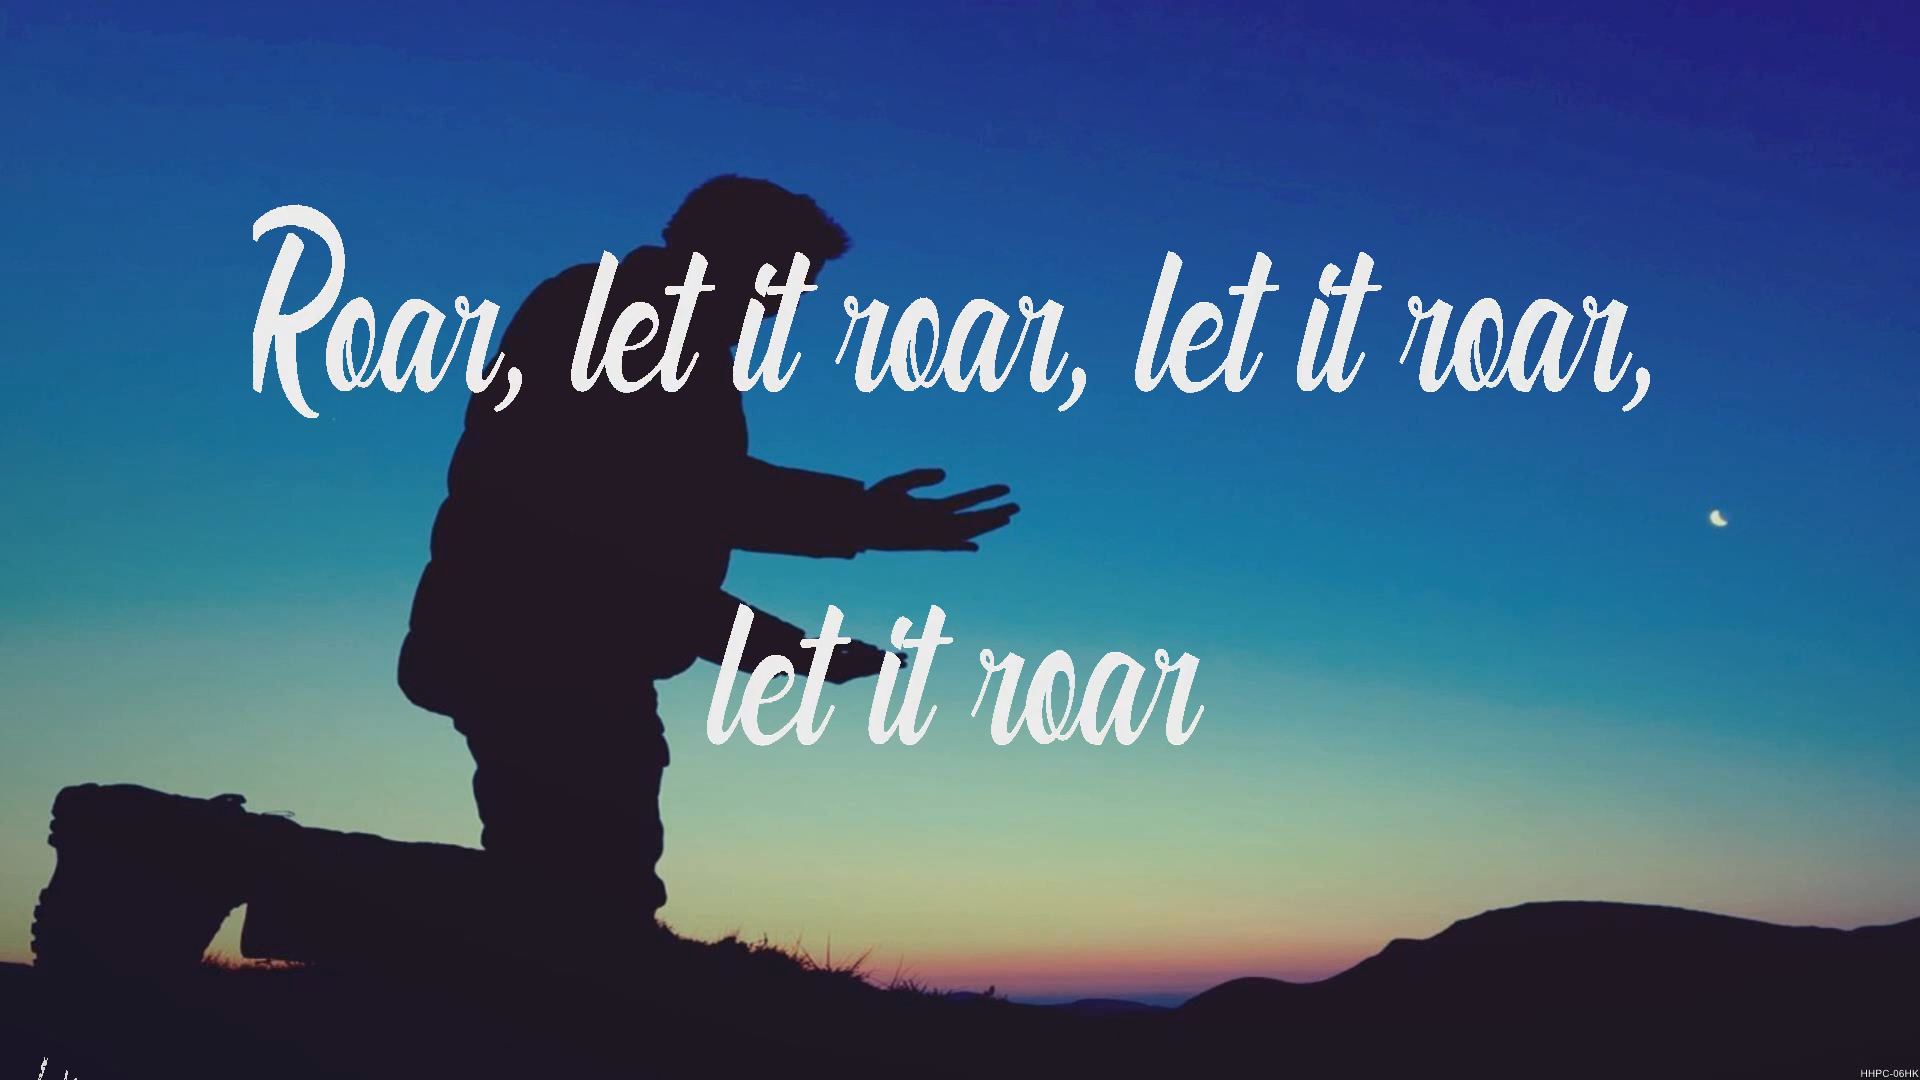 Roar, let it roar, let it roar,
let it roar
HHPC-06HK